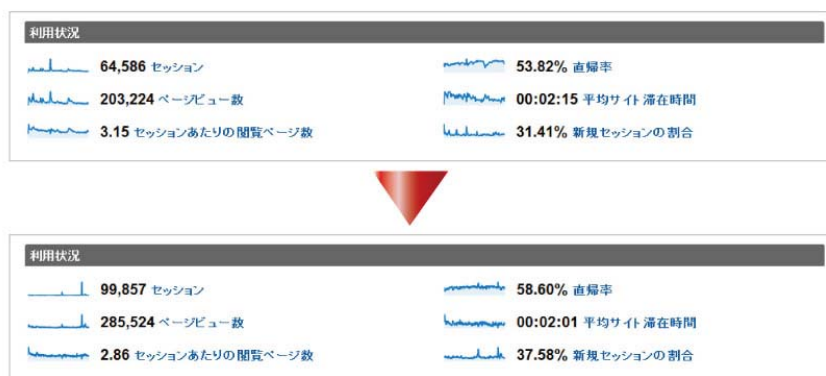 利用状況
64,586 セッション 53.82% 直帰率
203,224 ページビュー数 00:02:15 平均サイト滞在時間
3.15 セッションあたりの閲覧ページ数 31.41% 新規セッションの割合
利用状況
99,857 セッション 58.60% 直帰率
285,524 ページビュー数 00:02:01 平均サイト滞在時間
2.86 セッションあたりの閲覧ページ数 37.58% 新規セッションの割合